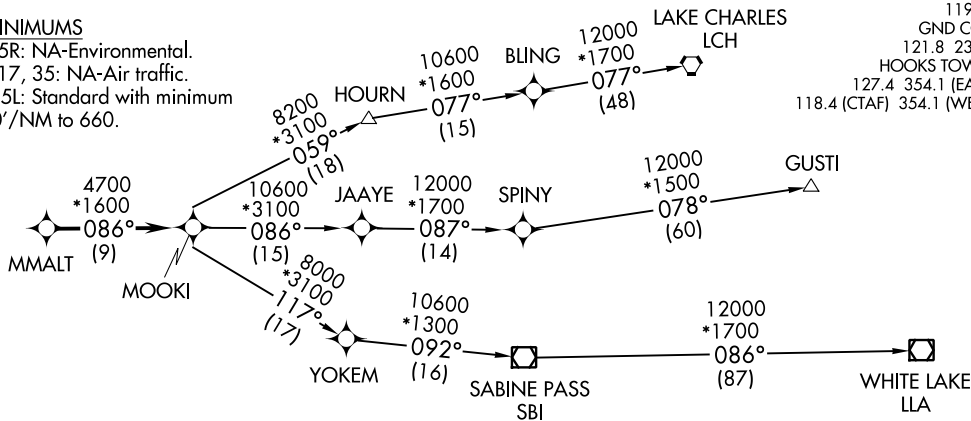 INIMUMS
5R: NA-Environmental.
17, 35: NA-Air traffic.
5L: Standard with minimum
0'/NM to 660.
119
GND C
121.8 23
HOOKS TOW
127.4 354.1 (EA
118.4 (CTAF) 354.1 (WE
LAKE CHARLES
LCH
12000
*1700
077°
(48)
BLING
10600
*1600
077°
(15)
HOURN
8200
*3100
059°
(18)
4700
*1600
086°
(9)
MMALT
MOOKI
10600
*3100
086°
(15)
JAAYE
12000
*1700
087°
(14)
SPINY
12000
*1500
078°
(60)
GUSTI
8000
*3100
117°
(17)
YOKEM
10600
*1300
092°
(16)
SABINE PASS
SBI
12000
*1700
086°
(87)
WHITE LAKE
LLA